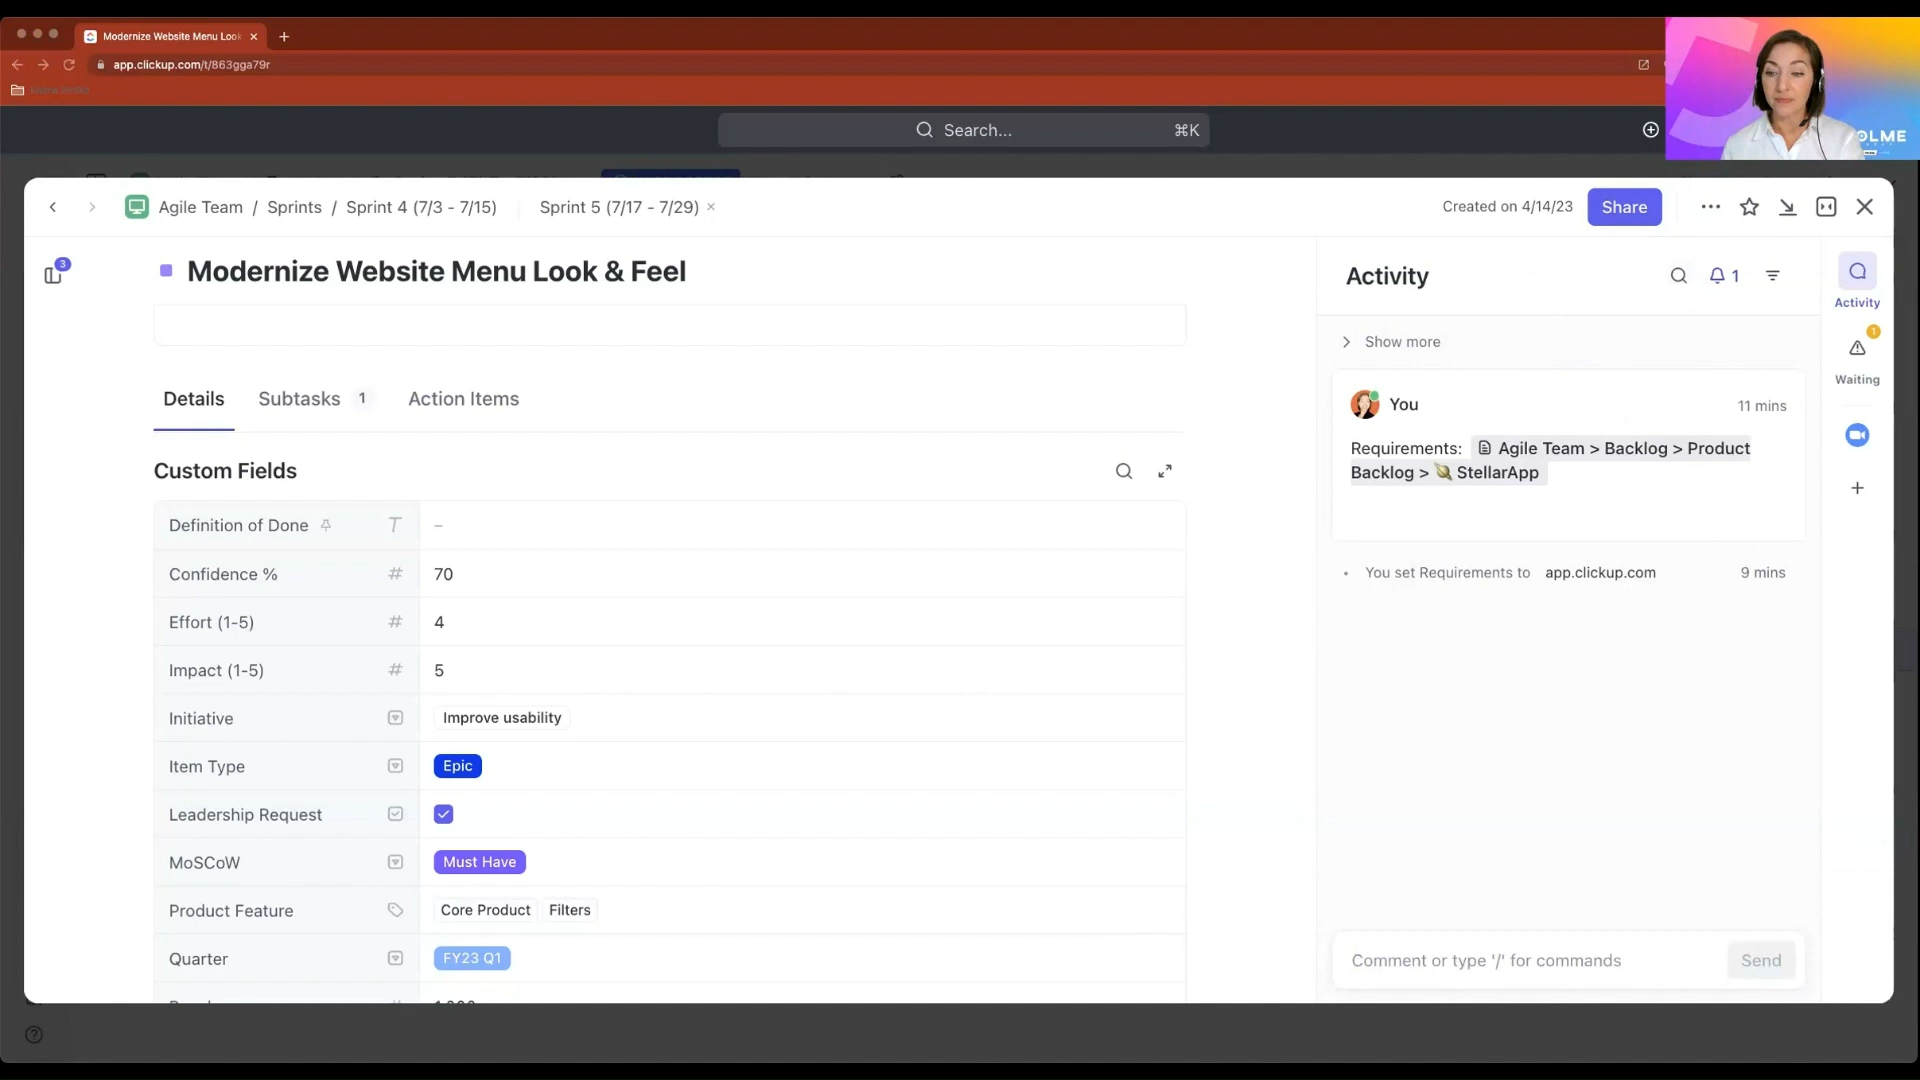 Modernize Website Menu Look
app.clickup.com/t/863gga79r
Search...
⌘K
OLME
Agile Team / Sprints / Sprint 4 (7/3 - 7/15)
Sprint 5 (7/17 - 7/29) ×
Created on 4/14/23
Share
3
Modernize Website Menu Look & Feel
Details
Subtasks 1
Action Items
Custom Fields
Definition of Done
–
Confidence %
70
Effort (1-5)
4
Impact (1-5)
5
Initiative
Improve usability
Item Type
Epic
Leadership Request
MoSCoW
Must Have
Product Feature
Core Product Filters
Quarter
FY23 Q1
Activity
1
Show more
You
11 mins
Requirements: Agile Team > Backlog > Product
Backlog > StellarApp
• You set Requirements to app.clickup.com
9 mins
Comment or type '/' for commands
Send
Activity
1
Waiting